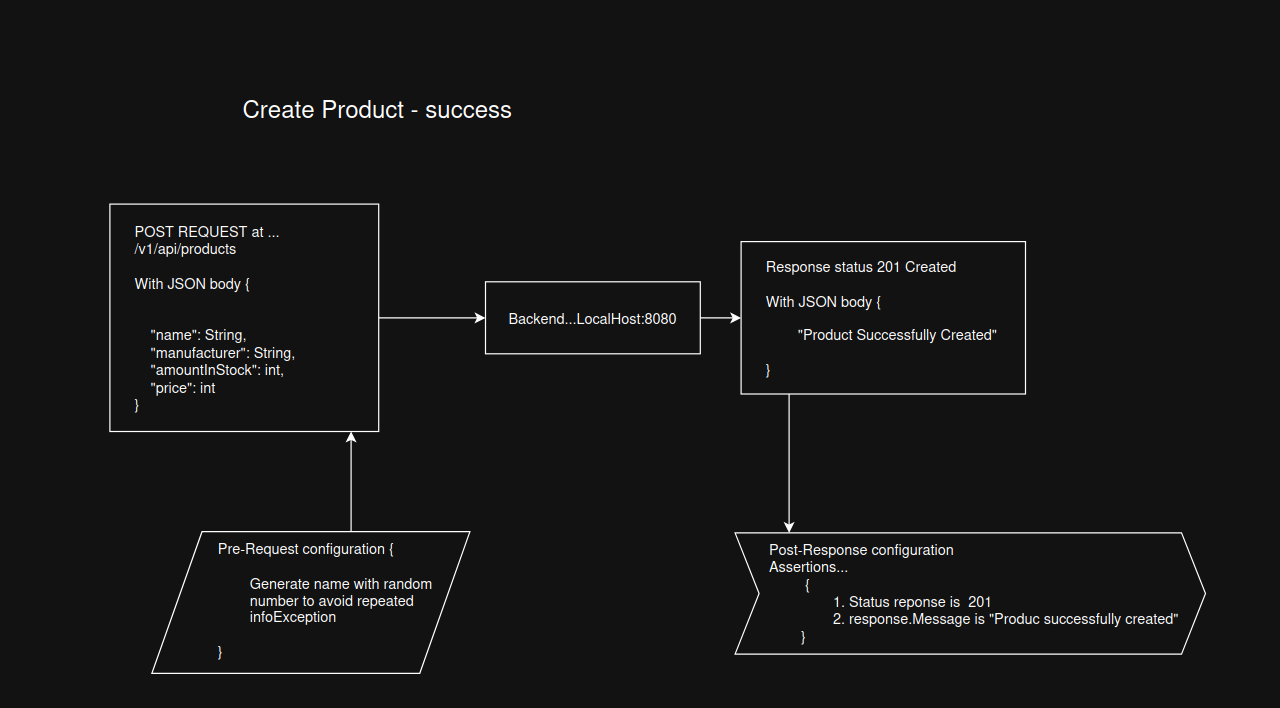 Create Product - success
POST REQUEST at ...
/v1/api/products
With JSON body {
"name": String,
"manufacturer": String,
"amountInStock": int,
"price": int
}
Backend...LocalHost:8080
Response status 201 Created
With JSON body {
"Product Successfully Created"
}
Pre-Request configuration {
Generate name with random
number to avoid repeated
infoException
}
Post-Response configuration
Assertions...
{
1. Status reponse is  201
2. response.Message is "Produc successfully created"
}